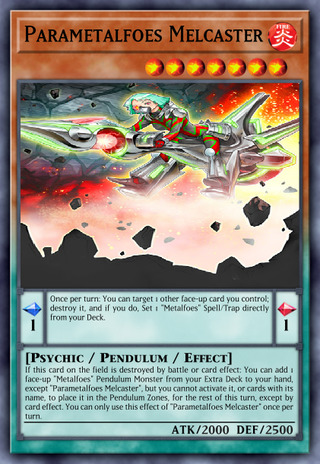 Parametalfoes Melcaster
FIRE
炎
Once per turn: You can target 1 other face-up card you control;
destroy it, and if you do, Set 1 "Metalfoes" Spell/Trap directly
from your Deck.
1
1
[Psychic / Pendulum / Effect]
If this card on the field is destroyed by battle or card effect: You can add 1
face-up "Metalfoes" Pendulum Monster from your Extra Deck to your hand,
except "Parametalfoes Melcaster", but you cannot activate it, or cards with its
name, to place it in the Pendulum Zones, for the rest of this turn, except by
card effect. You can only use this effect of "Parametalfoes Melcaster" once per
turn.
ATK/2000 DEF/2500